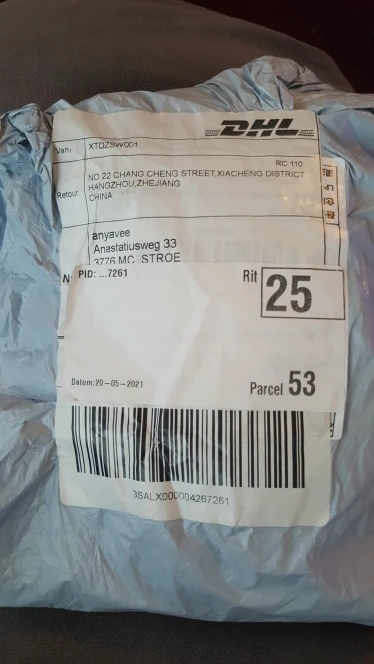 DHL
Van: XTDZSW001
RC 110
Retour: NO 22 CHANG CHENG STREET,XIACHENG DISTRICT
HANGZHOU,ZHEJIANG
CHINA
anyavee
Anastatiusweg 33
3776 MC STROE
N
PID: ...7261
Rit 25
Datum:20-05-2021
Parcel 53
3SALX000004267261